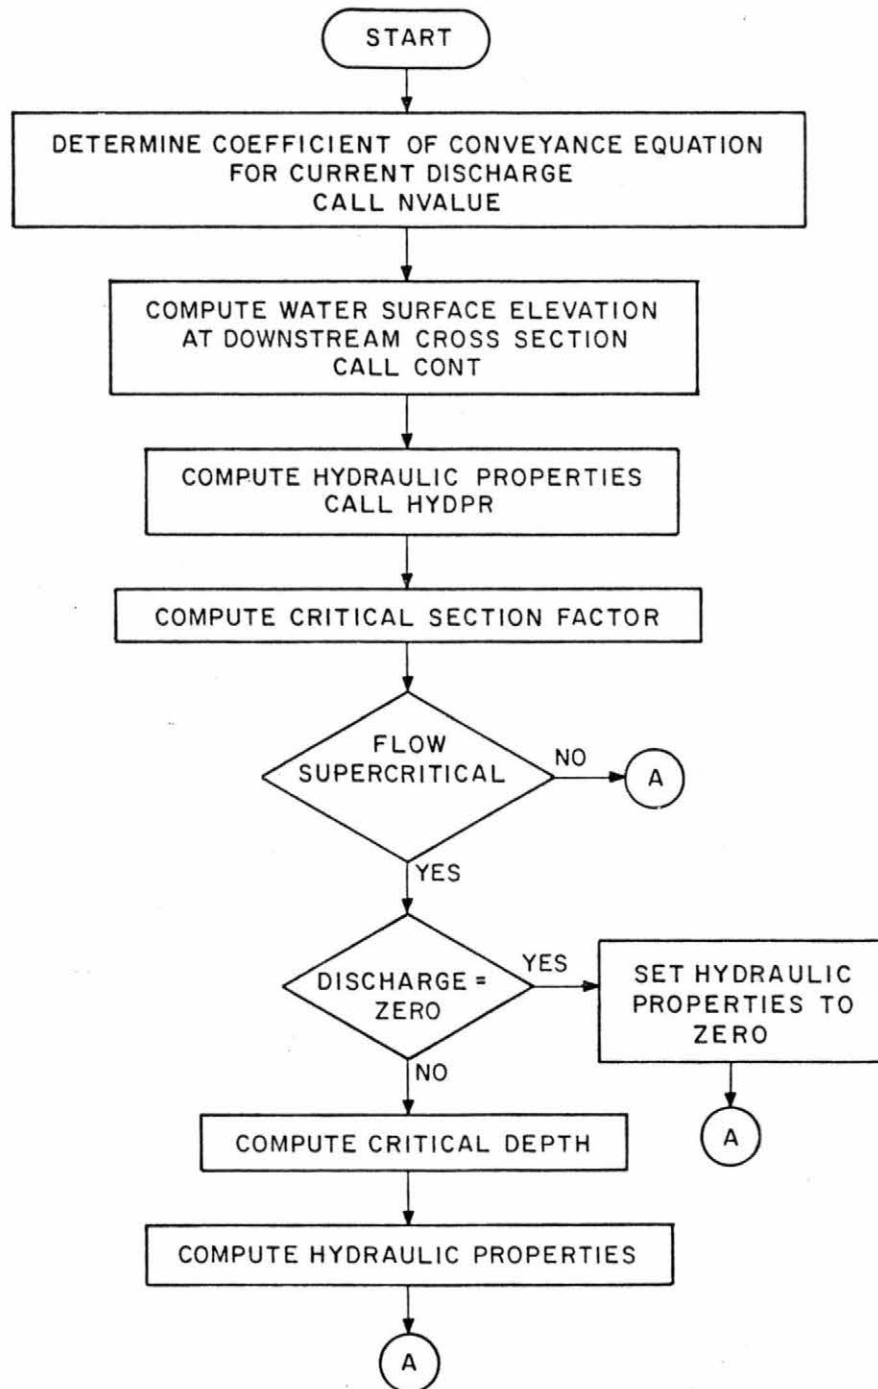 START
DETERMINE COEFFICIENT OF CONVEYANCE EQUATION
FOR CURRENT DISCHARGE
CALL NVALUE
COMPUTE WATER SURFACE ELEVATION
AT DOWNSTREAM CROSS SECTION
CALL CONT
COMPUTE HYDRAULIC PROPERTIES
CALL HYDPR
COMPUTE CRITICAL SECTION FACTOR
FLOW
SUPERCRITICAL
NO
A
YES
DISCHARGE =
ZERO
YES
SET HYDRAULIC
PROPERTIES TO
ZERO
A
NO
COMPUTE CRITICAL DEPTH
COMPUTE HYDRAULIC PROPERTIES
A